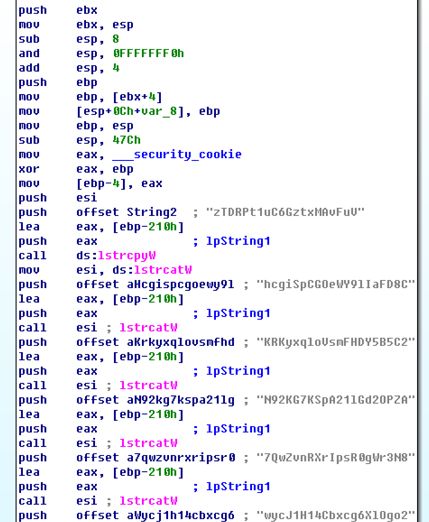 push ebx
mov ebx, esp
sub esp, 8
and esp, 0FFFFFFF0h
add esp, 4
push ebp
mov ebp, [ebx+4]
mov [esp+0Ch+var_8], ebp
mov ebp, esp
sub esp, 47Ch
mov eax, ___security_cookie
xor eax, ebp
mov [ebp-4], eax
push esi
push offset String2 ; "zTDRPt1uC6GztxMAvFuV"
lea eax, [ebp-210h]
push eax ; lpString1
call ds:lstrcpyW
mov esi, ds:lstrcatW
push offset aHcgispcgoewy9l ; "hcgiSpCGOeWY9lIaFD8C"
lea eax, [ebp-210h]
push eax ; lpString1
call esi ; lstrcatW
push offset aKrkyxqlovsmfhd ; "KRKyxqloVsmFHDY5B5C2"
lea eax, [ebp-210h]
push eax ; lpString1
call esi ; lstrcatW
push offset aN92kg7kspa21lg ; "N92KG7KSpA21lGd2OPZA"
lea eax, [ebp-210h]
push eax ; lpString1
call esi ; lstrcatW
push offset a7qwzvnrxripsr0 ; "7QwZvnRXrIpsR0gWr3N8"
lea eax, [ebp-210h]
push eax ; lpString1
call esi ; lstrcatW
push offset aWycj1h14cbxcg6 ; "wycJ1H14Cbxcg6XlOgo2"